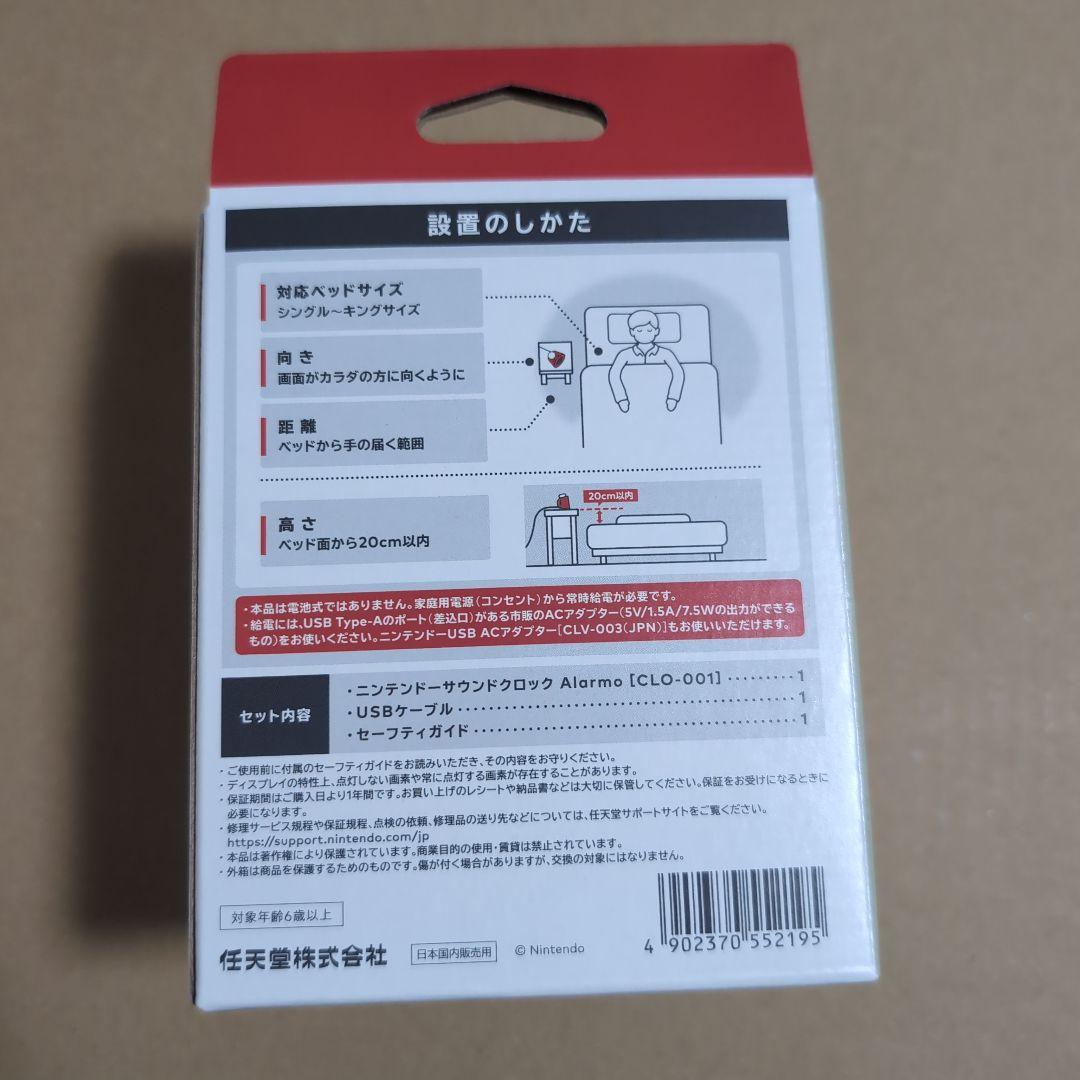 設置のしかた
対応ベッドサイズ
シングル～キングサイズ
向き
画面がカラダの方に向くように
距離
ベッドから手の届く範囲
高さ
ベッド面から20cm以内
20cm以内
・本品は電池式ではありません。家庭用電源（コンセント）から常時給電が必要です。
・給電には、USB Type-Aのポート（差込口）がある市販のACアダプター（5V/1.5A/7.5Wの出力ができる
もの）をお使いください。ニンテンドーUSB ACアダプター[CLV-003（JPN）]もお使いいただけます。
セット内容
・ニンテンドーサウンドクロック Alarmo [CLO-001] ········· 1
・USBケーブル ········· 1
・セーフティガイド ········· 1
・ご使用前に付属のセーフティガイドをお読みいただき、その内容をお守りください。
・ディスプレイの特性上、点灯しない画素や常に点灯する画素が存在することがあります。
・保証期間はご購入日より1年間です。お買い上げのレシートや納品書などは大切に保管してください。保証をお受けになるときに
必要になります。
・修理サービス規程や保証規程、点検の依頼、修理品の送り先などについては、任天堂サポートサイトをご覧ください。
https://support.nintendo.com/jp
・本品は著作権により保護されています。商業目的の使用・賃貸は禁止されています。
・外箱は商品を保護するためのものです。傷が付く場合がありますが、交換の対象にはなりません。
対象年齢6歳以上
任天堂株式会社
日本国内販売用
© Nintendo
4 902370 552195